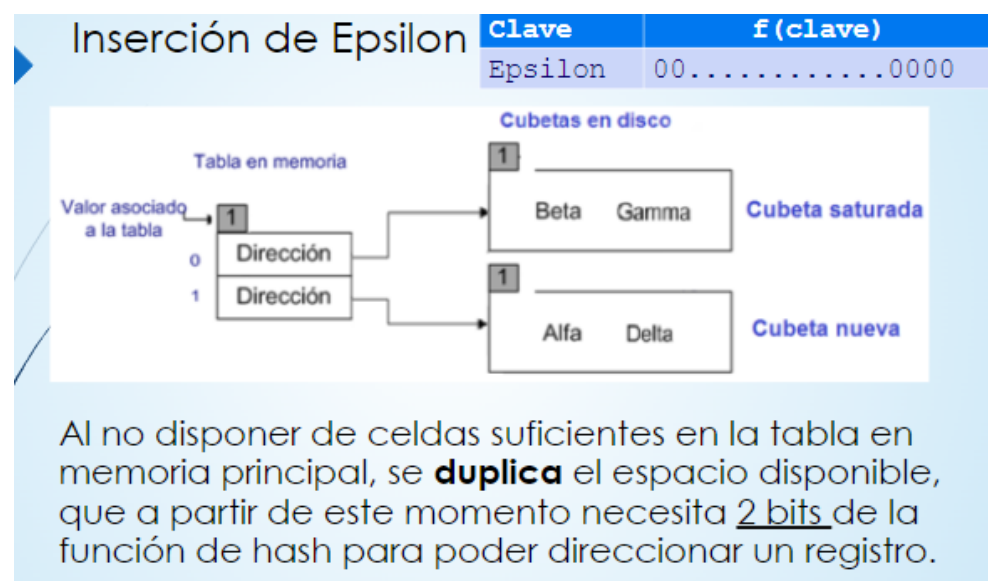 Inserción de Epsilon
Clave f(clave)
Epsilon 00............0000
Cubetas en disco
Tabla en memoria
1
Valor asociado
a la tabla
1
Beta Gamma
Cubeta saturada
0 Dirección
1 Dirección
1
Alfa Delta
Cubeta nueva
Al no disponer de celdas suficientes en la tabla en
memoria principal, se duplica el espacio disponible,
que a partir de este momento necesita 2 bits de la
función de hash para poder direccionar un registro.